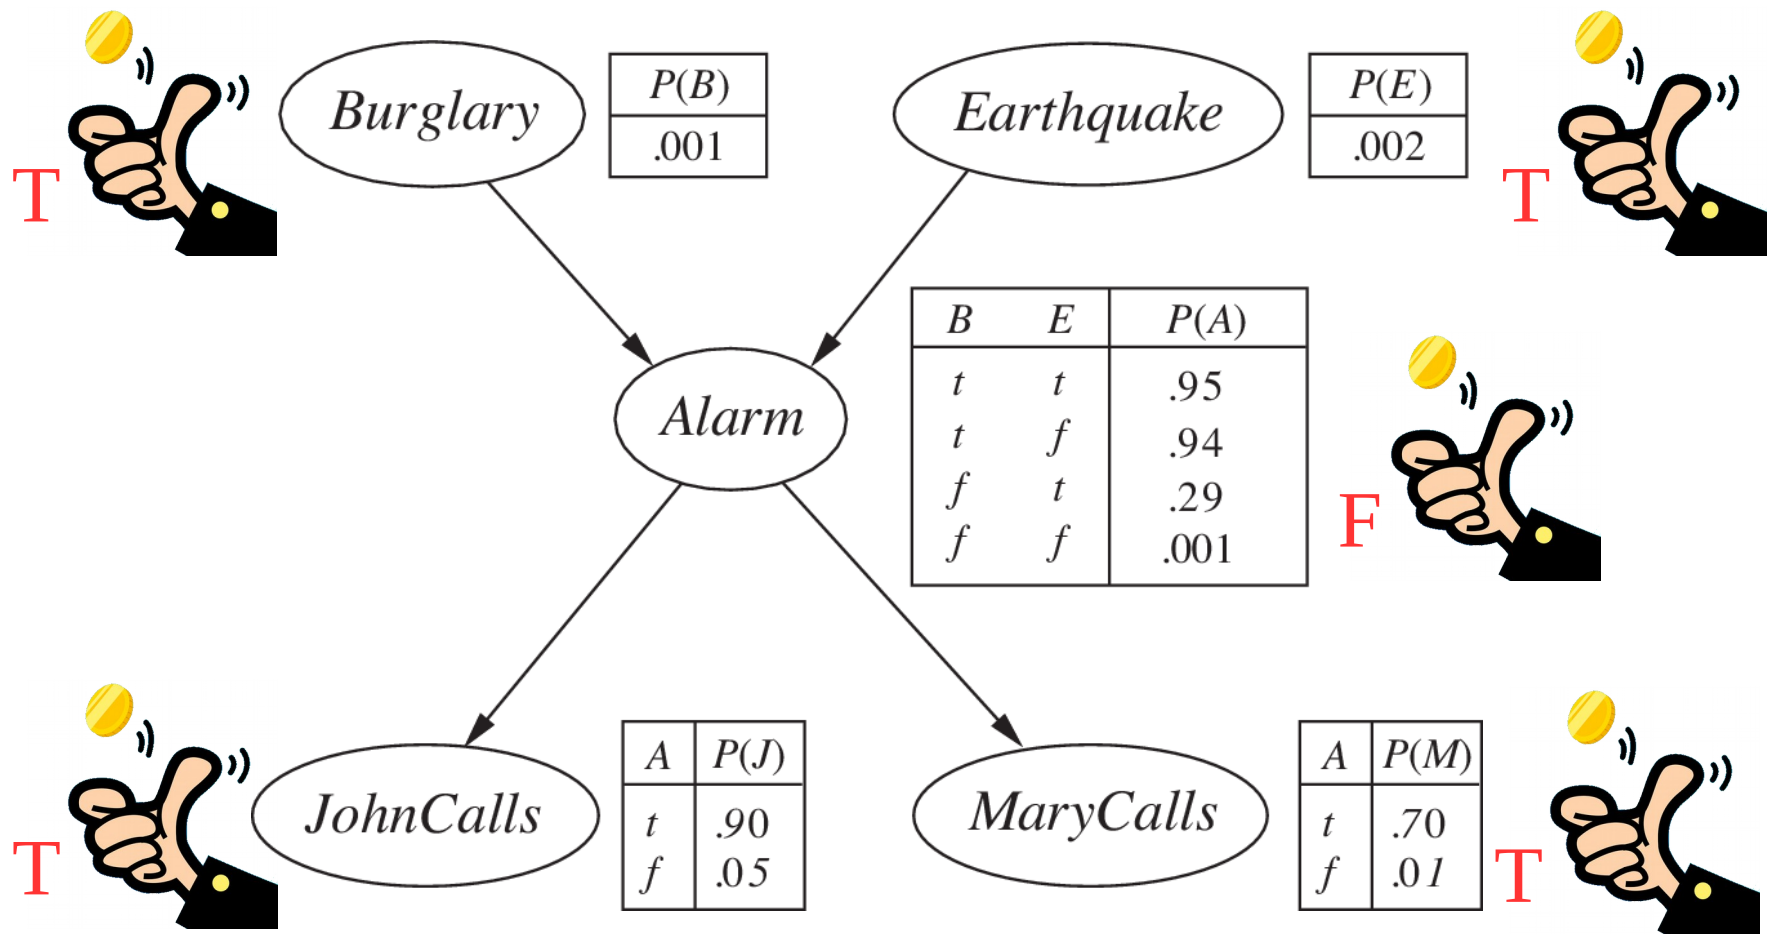 Burglary
P(B)
.001
Earthquake
P(E)
.002
T
T
B E P(A)
t t .95
t f .94
f t .29
f f .001
Alarm
F
JohnCalls
A P(J)
t .90
f .05
T
MaryCalls
A P(M)
t .70
f .01
T